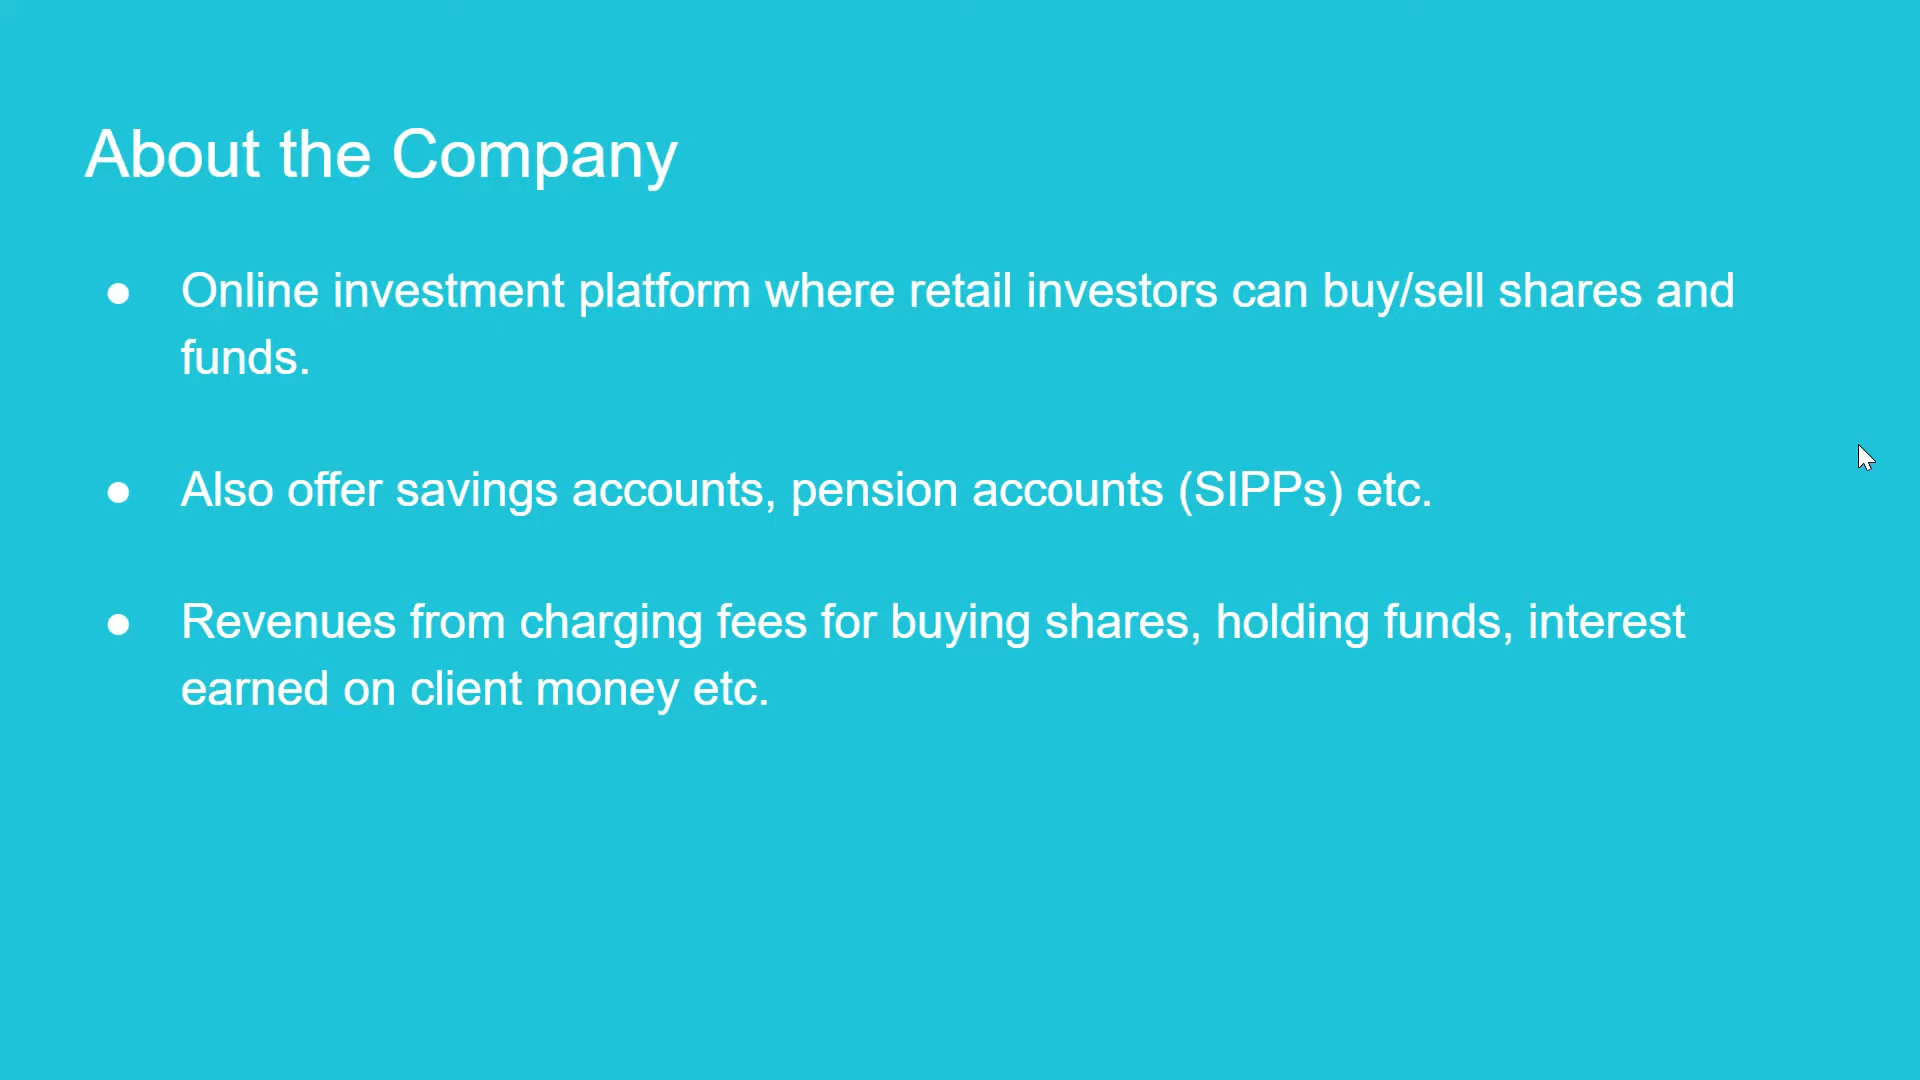 About the Company
● Online investment platform where retail investors can buy/sell shares and
funds.
● Also offer savings accounts, pension accounts (SIPPs) etc.
● Revenues from charging fees for buying shares, holding funds, interest
earned on client money etc.